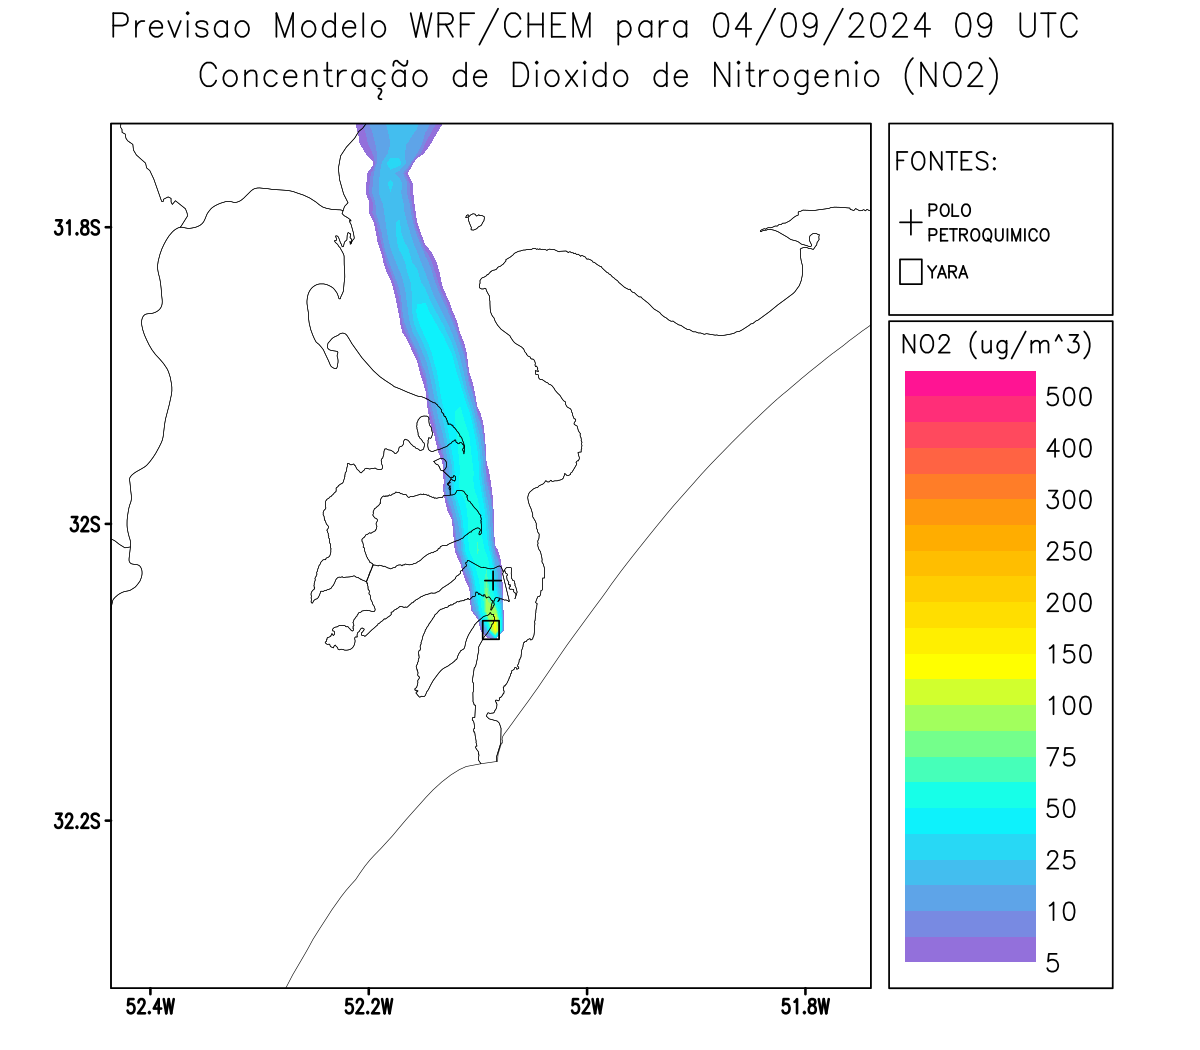 Previsao Modelo WRF/CHEM para 04/09/2024 09 UTC
Concentração de Dioxido de Nitrogenio (NO2)
FONTES:
POLO
PETROQUIMICO
YARA
NO2 (ug/m^3)
500
400
300
250
200
150
100
75
50
25
10
5
31.8S
32S
32.2S
52.4W
52.2W
52W
51.8W